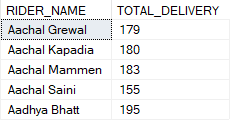 RIDER_NAME TOTAL_DELIVERY
Aachal Grewal 179
Aachal Kapadia 180
Aachal Mammen 183
Aachal Saini 155
Aadhya Bhatt 195